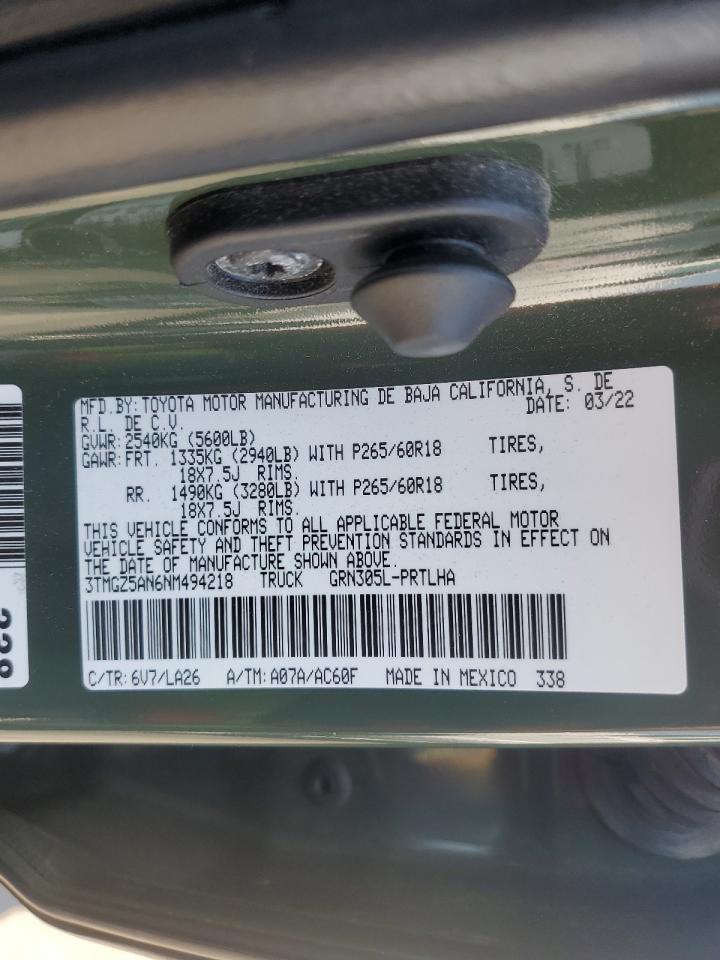 MFD.BY:TOYOTA MOTOR MANUFACTURING DE BAJA CALIFORNIA, S. DE
R.L. DE C.V. DATE: 03/22
GVWR:2540KG (5600LB)
GAWR:FRT. 1335KG (2940LB) WITH P265/60R18 TIRES,
18X7.5J RIMS.
RR. 1490KG (3280LB) WITH P265/60R18 TIRES,
18X7.5J RIMS.
THIS VEHICLE CONFORMS TO ALL APPLICABLE FEDERAL MOTOR
VEHICLE SAFETY AND THEFT PREVENTION STANDARDS IN EFFECT ON
THE DATE OF MANUFACTURE SHOWN ABOVE.
3TMGZ5AN6NM494218 TRUCK GRN305L-PRTLHA
C/TR:6V7/LA26 A/TM:A07A/AC60F MADE IN MEXICO 338